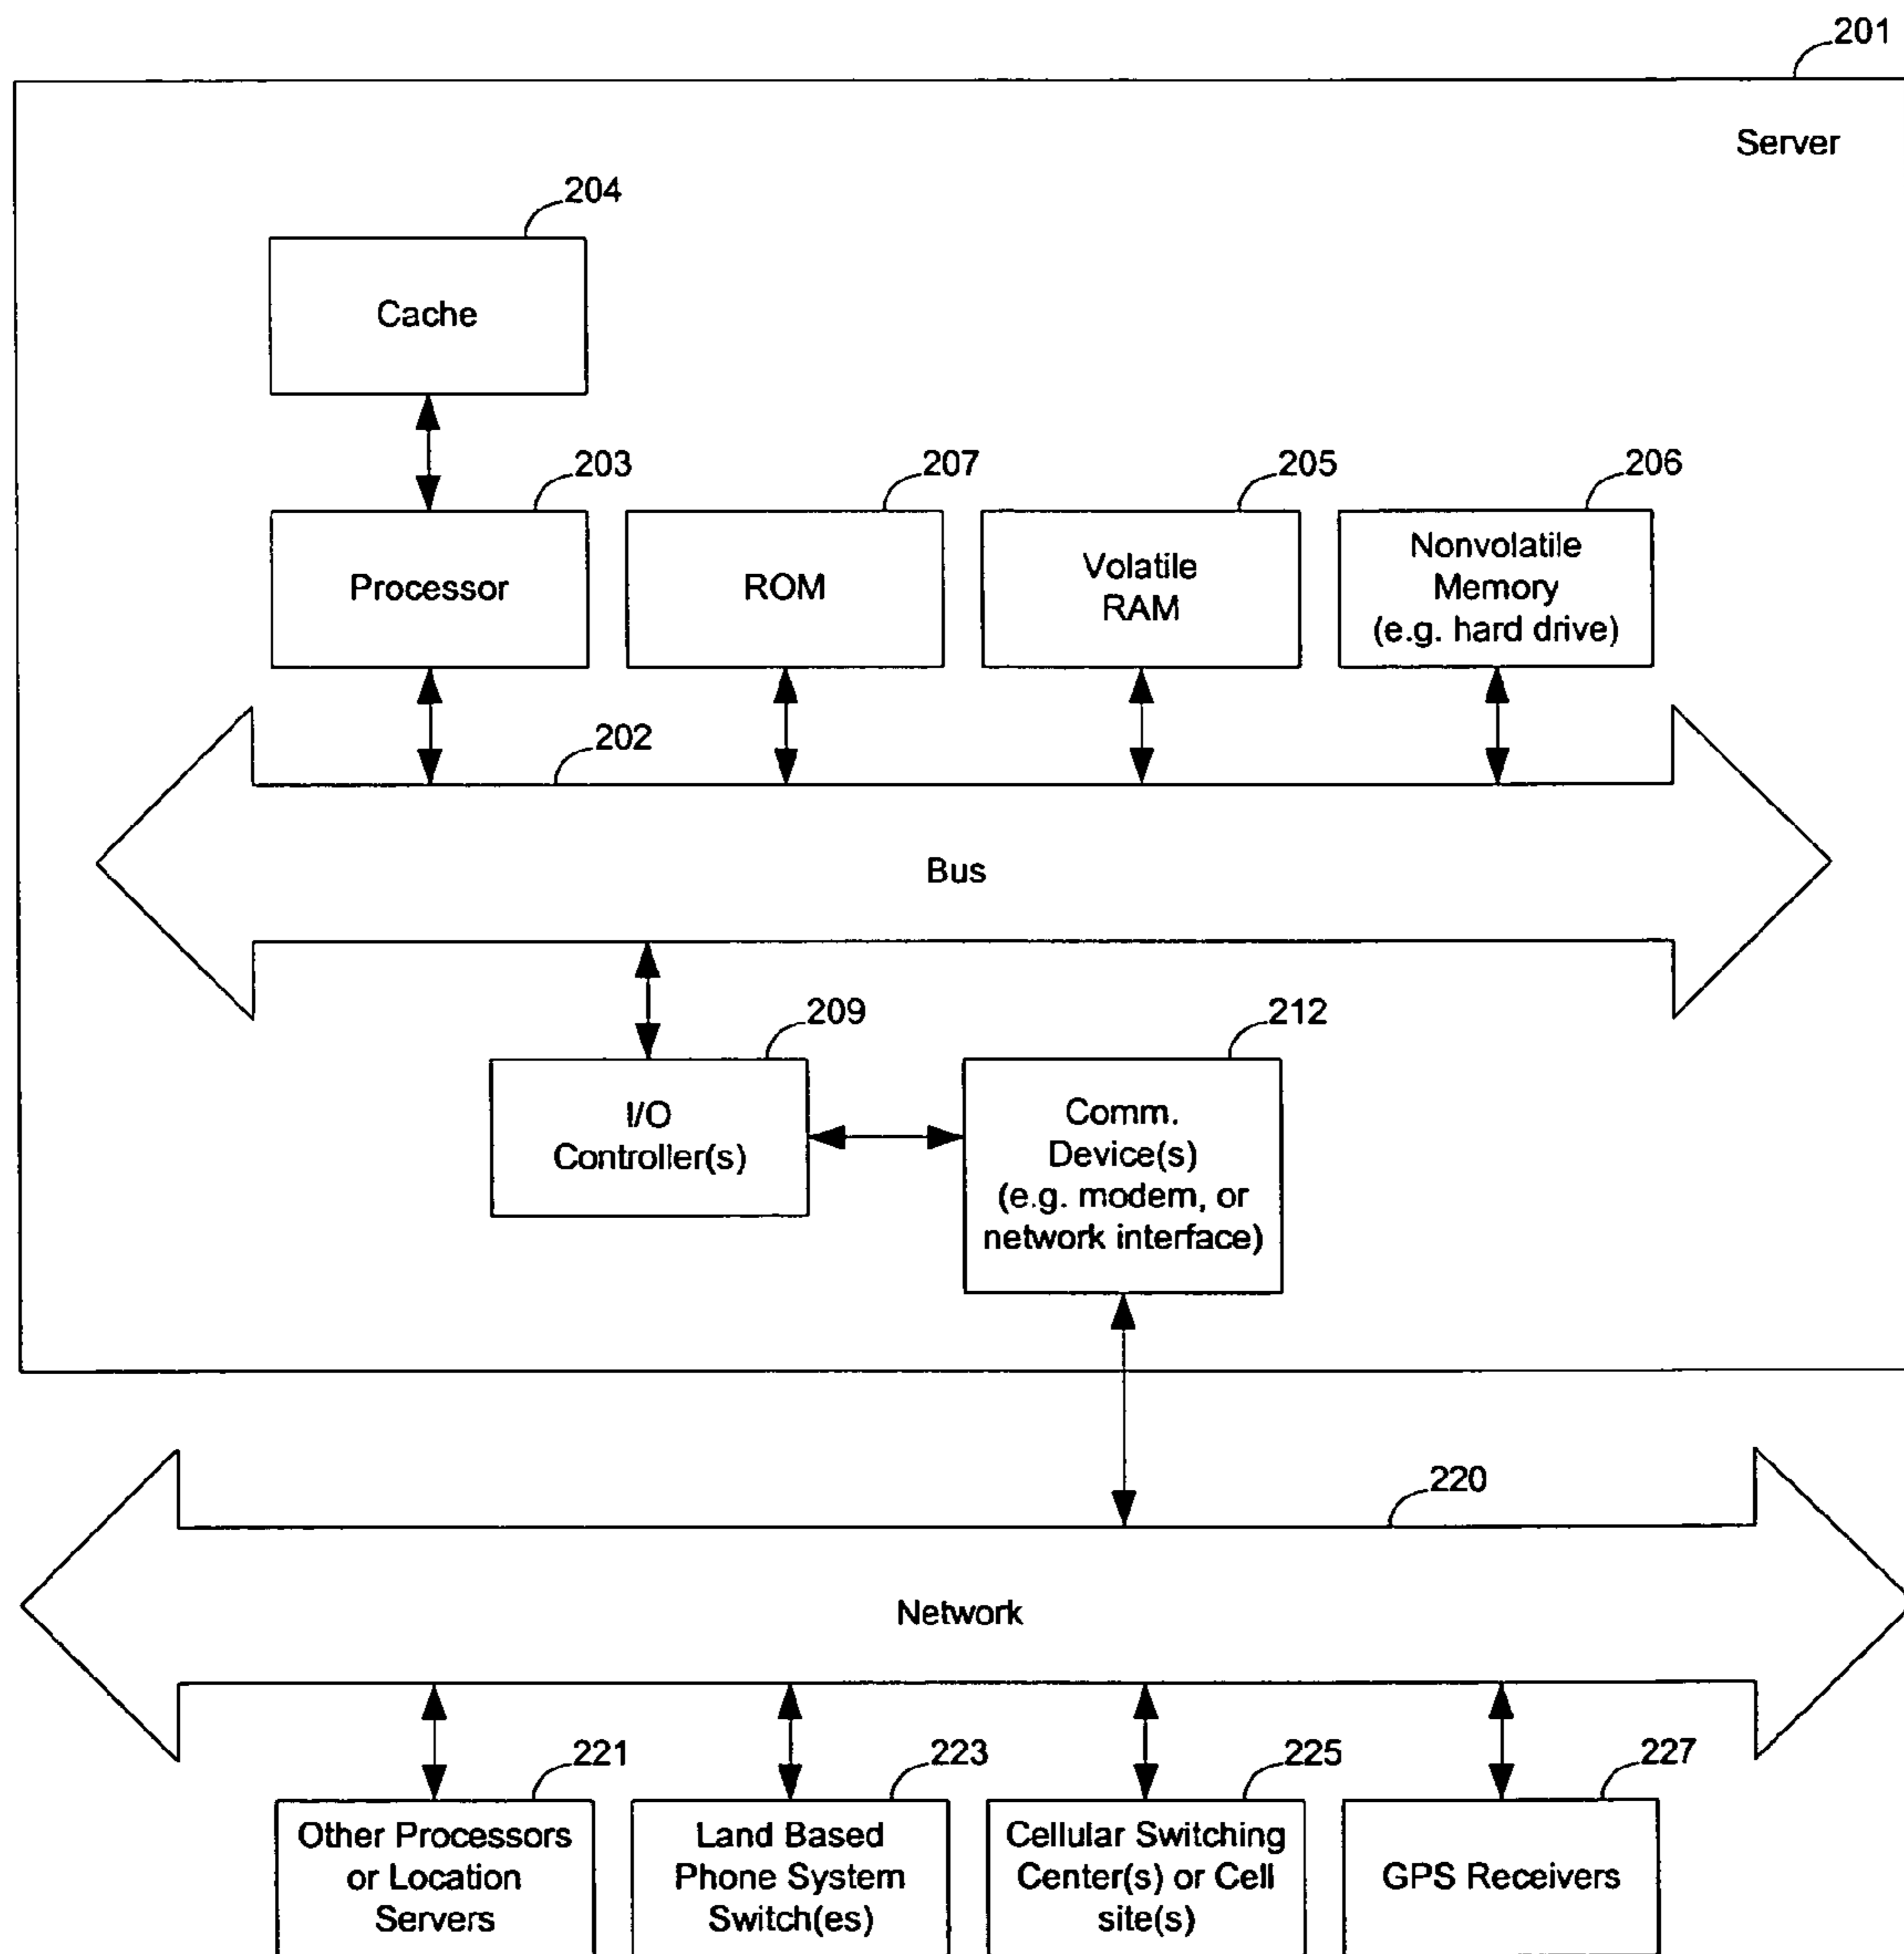 201
Server
204
Cache
203
207
205
206
Processor
ROM
Volatile
RAM
Nonvolatile
Memory
(e.g. hard drive)
202
Bus
209
212
I/O
Controller(s)
Comm.
Device(s)
(e.g. modem, or
network interface)
220
Network
221
223
225
227
Other Processors
or Location
Servers
Land Based
Phone System
Switch(es)
Cellular Switching
Center(s) or Cell
site(s)
GPS Receivers